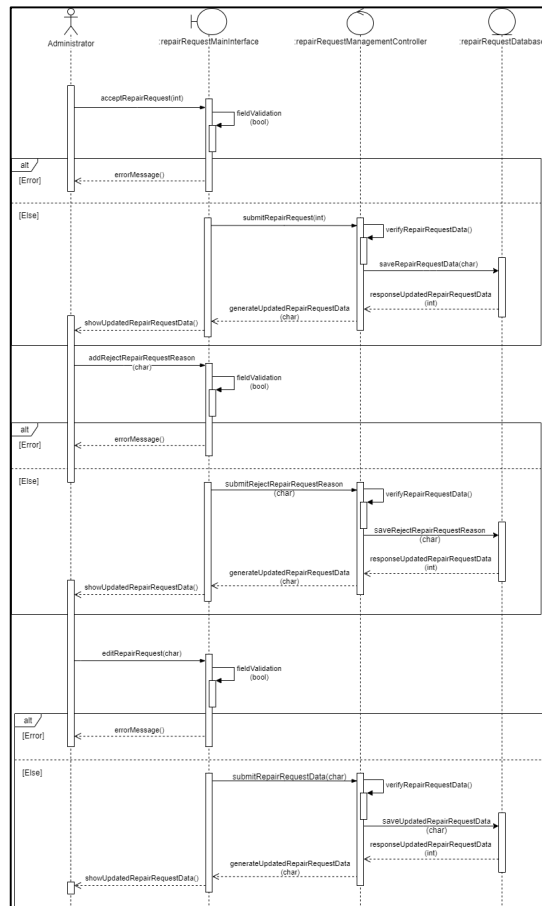 Administrator
:repairRequestMainInterface
:repairRequestManagementController
:repairRequestDatabase
acceptRepairRequest(int)
fieldValidation
(bool)
alt
[Error]
errorMessage()
[Else]
submitRepairRequest(int)
verifyRepairRequestData()
saveRepairRequestData(char)
responseUpdatedRepairRequestData
(int)
generateUpdatedRepairRequestData
(char)
showUpdatedRepairRequestData()
addRejectRepairRequestReason
(char)
fieldValidation
(bool)
alt
[Error]
errorMessage()
[Else]
submitRejectRepairRequestReason
(char)
verifyRepairRequestData()
saveRejectRepairRequestReason
(char)
responseUpdatedRepairRequestData
(int)
generateUpdatedRepairRequestData
(char)
showUpdatedRepairRequestData()
editRepairRequest(char)
fieldValidation
(bool)
alt
[Error]
errorMessage()
[Else]
submitRepairRequestData(char)
verifyRepairRequestData()
saveUpdatedRepairRequestData
(char)
responseUpdatedRepairRequestData
(int)
generateUpdatedRepairRequestData
(char)
showUpdatedRepairRequestData()